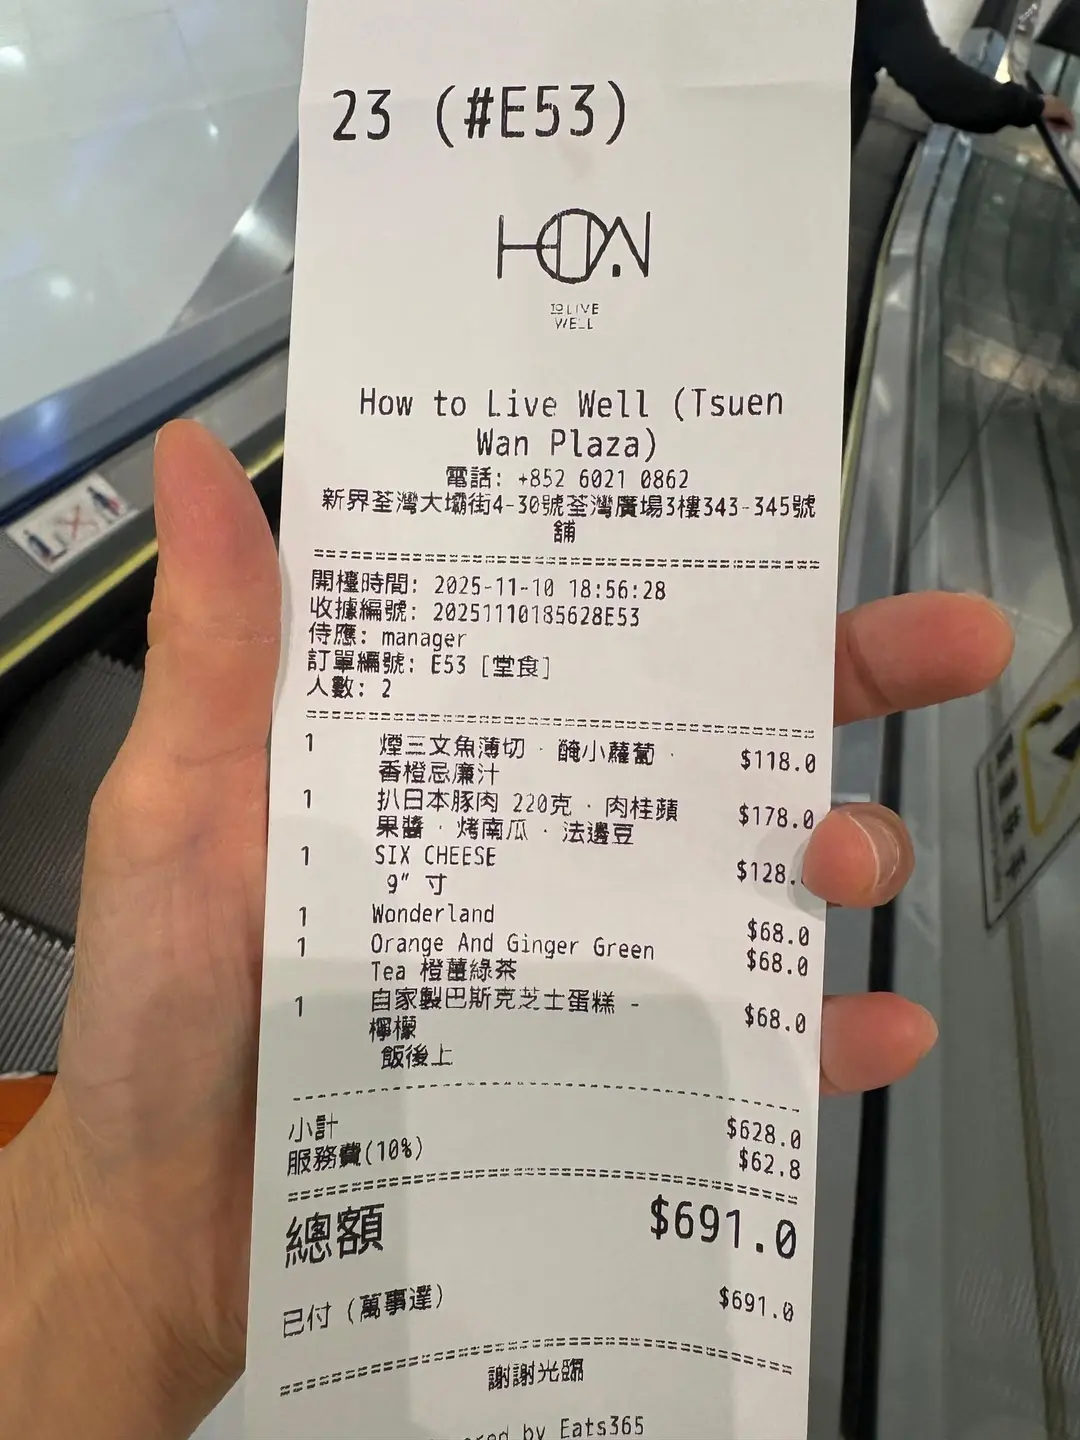 23 (#E53)
HOW
TO LIVE
WELL
How to Live Well (Tsuen
Wan Plaza)
電話: +852 6021 0862
新界荃灣大壩街4-30號荃灣廣場3樓343-345號
舖
開檯時間: 2025-11-10 18:56:28
收據編號: 20251110185628E53
侍應: manager
訂單編號: E53 [堂食]
人數: 2
1 煙三文魚薄切 · 醃小蘿蔔 · $118.0
香橙忌廉汁
1 扒日本豚肉 220克 · 肉桂蘋 $178.0
果醬 · 烤南瓜 · 法邊豆
1 SIX CHEESE $128.
9" 寸
1 Wonderland $68.0
1 Orange And Ginger Green $68.0
Tea 橙薑綠茶
1 自家製巴斯克芝士蛋糕 - $68.0
檸檬
飯後上
小計 $628.0
服務費(10%) $62.8
總額 $691.0
已付 (萬事達) $691.0
謝謝光臨
by Eats365